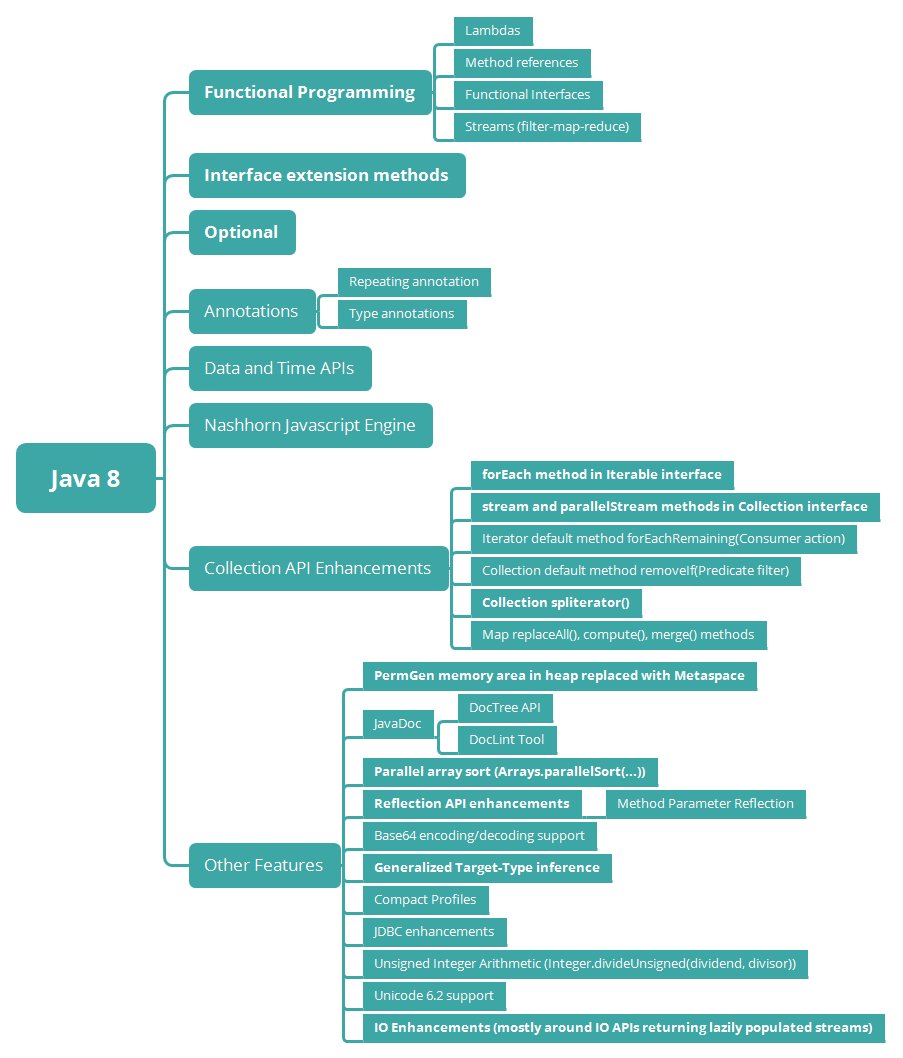 Java 8
Functional Programming
Lambdas
Method references
Functional Interfaces
Streams (filter-map-reduce)
Interface extension methods
Optional
Annotations
Repeating annotation
Type annotations
Data and Time APIs
Nashhorn Javascript Engine
Collection API Enhancements
forEach method in Iterable interface
stream and parallelStream methods in Collection interface
Iterator default method forEachRemaining(Consumer action)
Collection default method removeIf(Predicate filter)
Collection spliterator()
Map replaceAll(), compute(), merge() methods
Other Features
PermGen memory area in heap replaced with Metaspace
JavaDoc
DocTree API
DocLint Tool
Parallel array sort (Arrays.parallelSort(...))
Reflection API enhancements
Method Parameter Reflection
Base64 encoding/decoding support
Generalized Target-Type inference
Compact Profiles
JDBC enhancements
Unsigned Integer Arithmetic (Integer.divideUnsigned(dividend, divisor))
Unicode 6.2 support
IO Enhancements (mostly around IO APIs returning lazily populated streams)